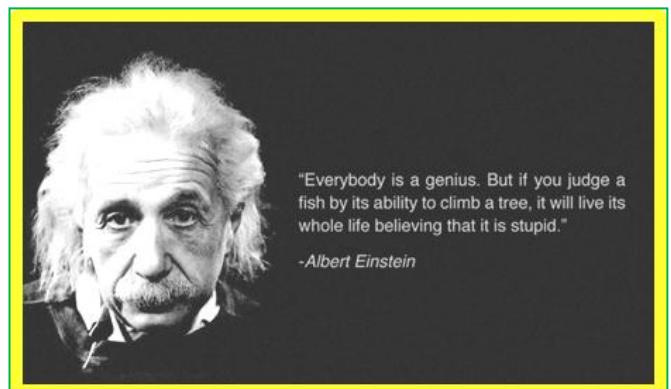 “Everybody is a genius. But if you judge a
fish by its ability to climb a tree, it will live its
whole life believing that it is stupid.”
-Albert Einstein